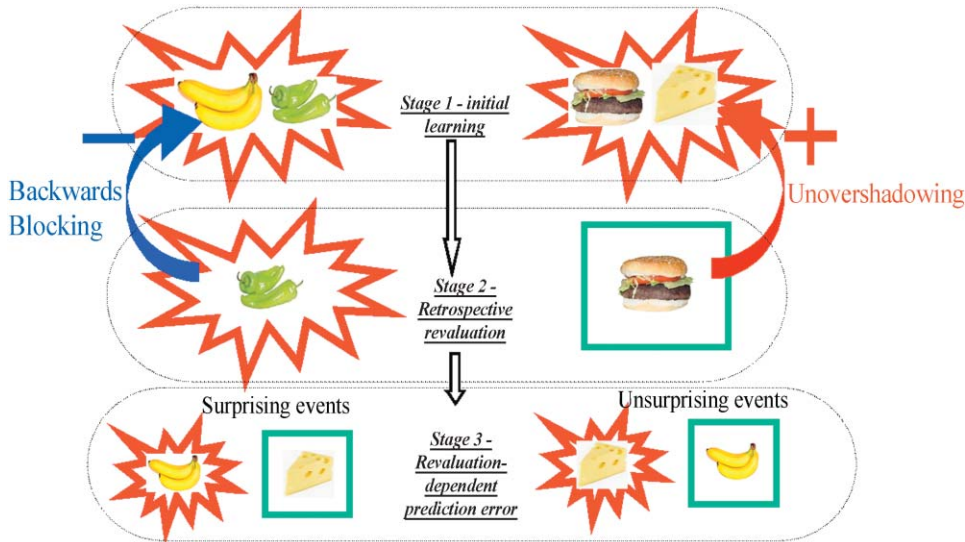 Stage 1 - initial
learning
Backwards
Blocking
Unovershadowing
Stage 2 -
Retrospective
revaluation
Surprising events
Unsurprising events
Stage 3 -
Revaluation-
dependent
prediction error